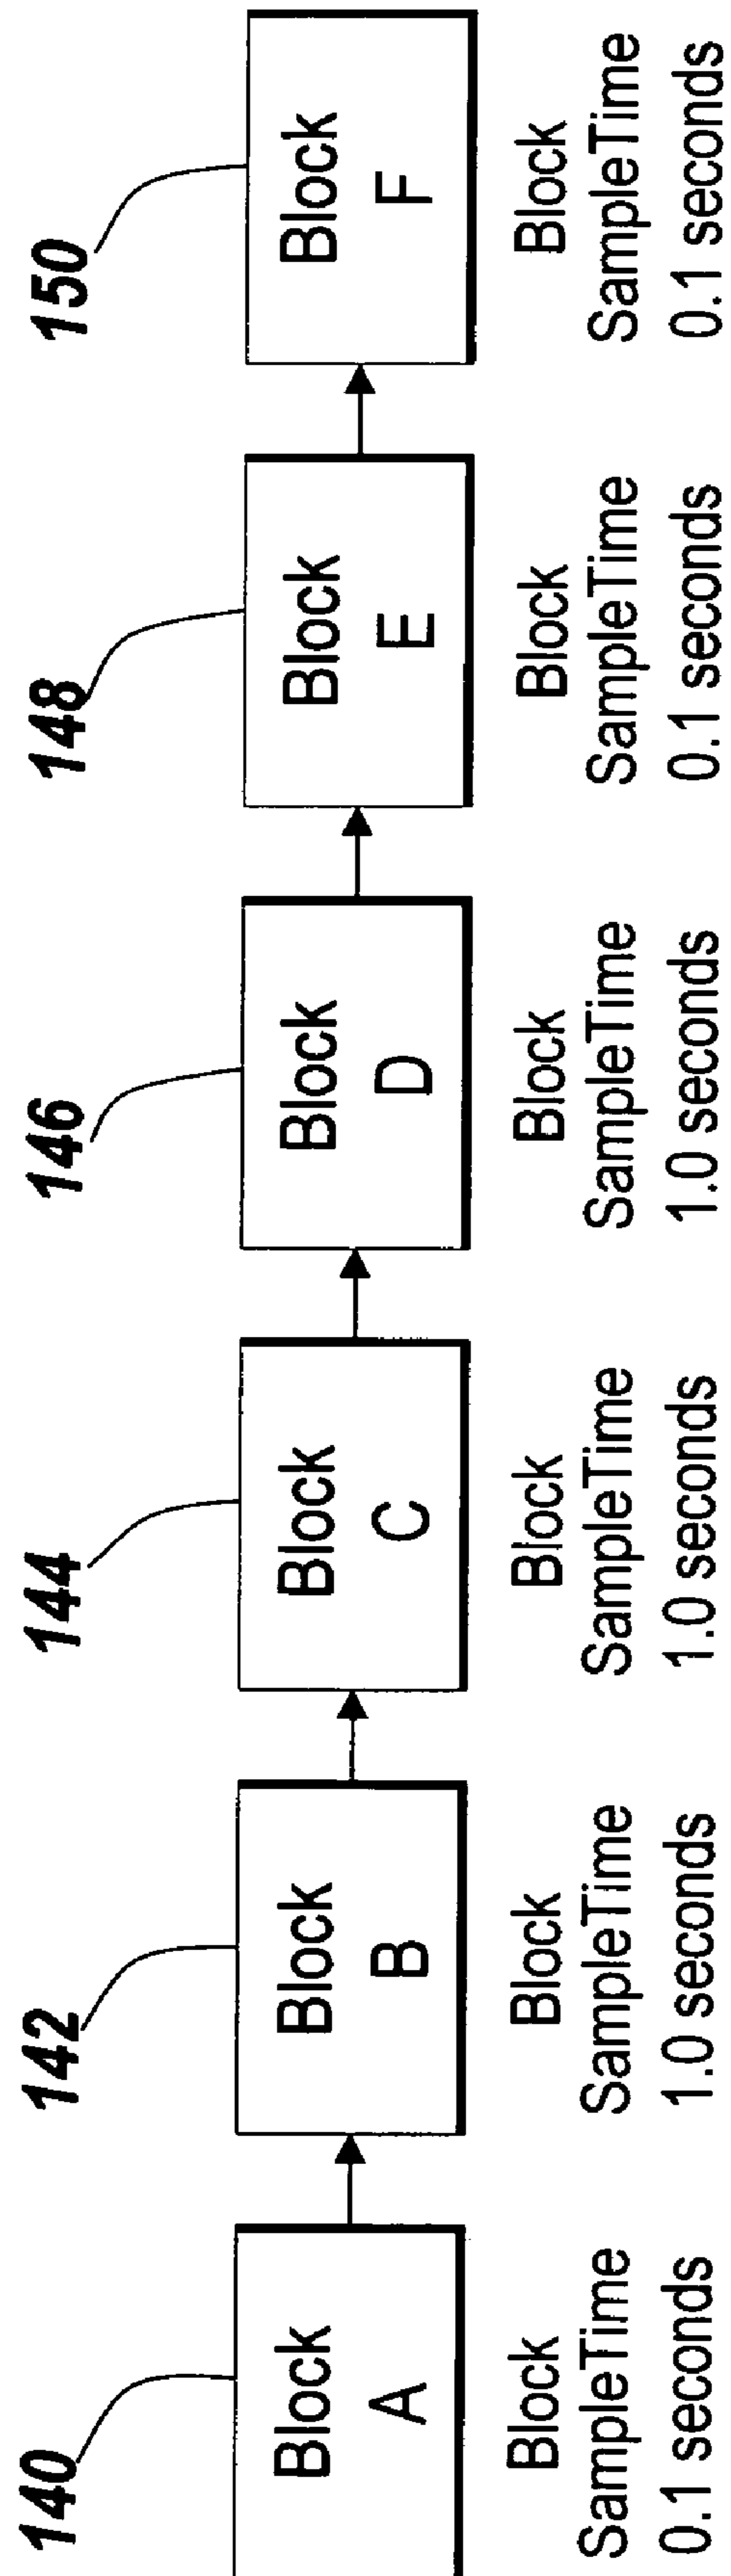 140
142
144
146
148
150
Block
A
Block
B
Block
C
Block
D
Block
E
Block
F
Block
SampleTime
0.1 seconds
Block
SampleTime
1.0 seconds
Block
SampleTime
1.0 seconds
Block
SampleTime
1.0 seconds
Block
SampleTime
0.1 seconds
Block
SampleTime
0.1 seconds